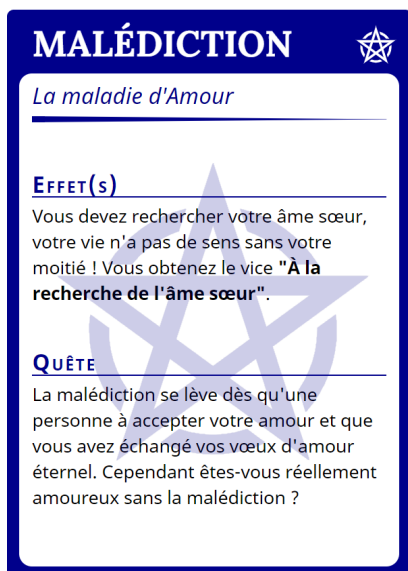 MALÉDICTION
La maladie d'Amour
EFFET(S)
Vous devez rechercher votre âme sœur,
votre vie n'a pas de sens sans votre
moitié ! Vous obtenez le vice "À la
recherche de l'âme sœur".
QUÊTE
La malédiction se lève dès qu'une
personne à accepter votre amour et que
vous avez échangé vos vœux d'amour
éternel. Cependant êtes-vous réellement
amoureux sans la malédiction ?